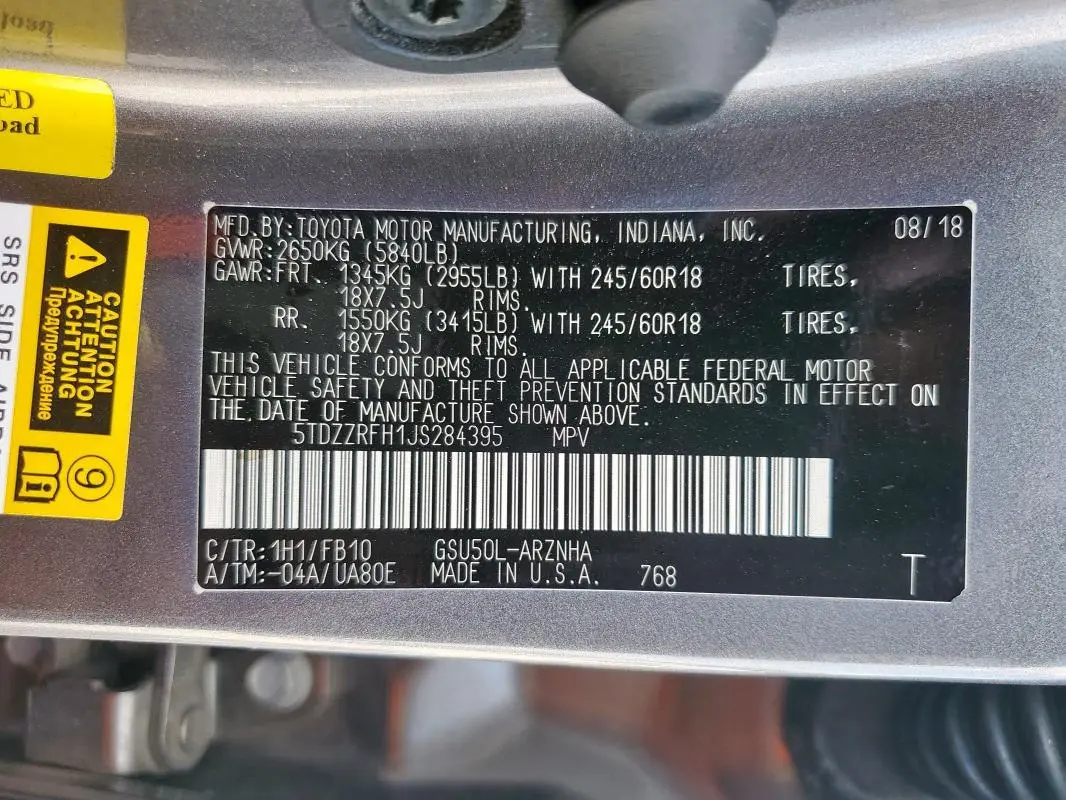 ED
oad
SRS SIDE AIRBA
CAUTION
ATTENTION
ACHTUNG
Предупреждение
9
i
MFD. BY: TOYOTA MOTOR MANUFACTURING, INDIANA, INC. 08/18
GVWR: 2650KG (5840LB)
GAWR: FRT. 1345KG (2955LB) WITH 245/60R18 TIRES,
18X7.5J RIMS.
RR. 1550KG (3415LB) WITH 245/60R18 TIRES,
18X7.5J RIMS.
THIS VEHICLE CONFORMS TO ALL APPLICABLE FEDERAL MOTOR
VEHICLE SAFETY AND THEFT PREVENTION STANDARDS IN EFFECT ON
THE DATE OF MANUFACTURE SHOWN ABOVE.
5TDZZRFH1JS284395 MPV
C/TR: 1H1/FB10 GSU50L-ARZNHA
A/TM: -04A/UA80E MADE IN U.S.A. 768 T